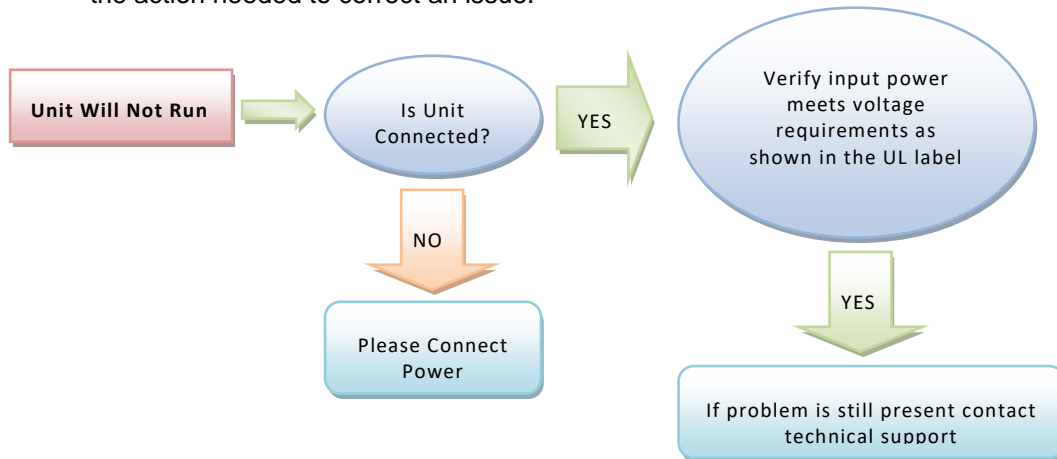 the action needed to correct an issue.
Unit Will Not Run
Is Unit
Connected?
YES
Verify input power
meets voltage
requirements as
shown in the UL label
NO
YES
Please Connect
Power
If problem is still present contact
technical support